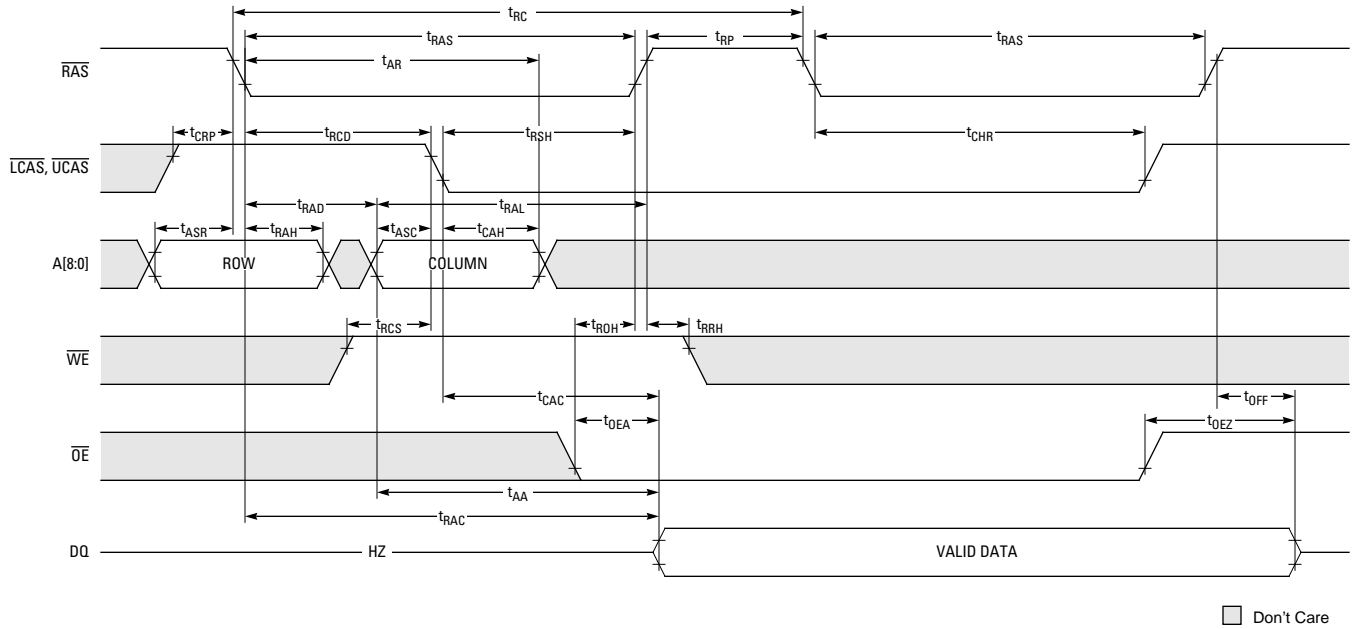 tRC
tRAS tRP tRAS
RAS
tAR
tCRP tRCD tRSH tCHR
LCAS, UCAS
tRAD tRAL
tASR tRAH tASC tCAH
A[8:0] ROW COLUMN
tRCS tROH tRRH
WE
tCAC tOFF
tOEA tOEZ
OE
tAA
tRAC
DQ HZ VALID DATA
Don't Care